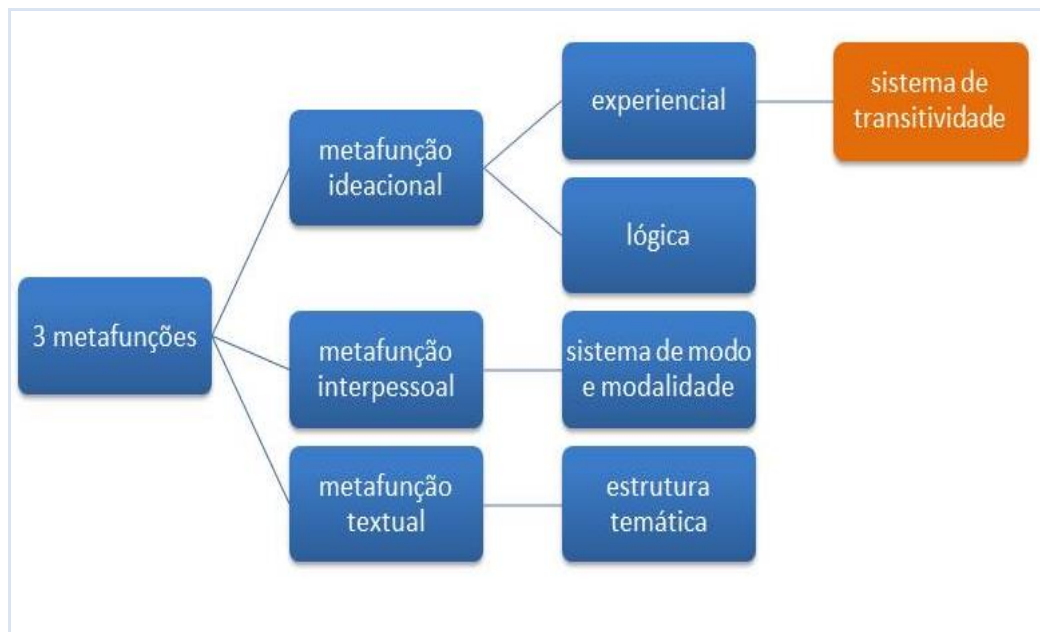 3 metafunções
metafunção
ideacional
experiencial
sistema de
transitividade
lógica
metafunção
interpessoal
sistema de modo
e modalidade
metafunção
textual
estrutura
temática